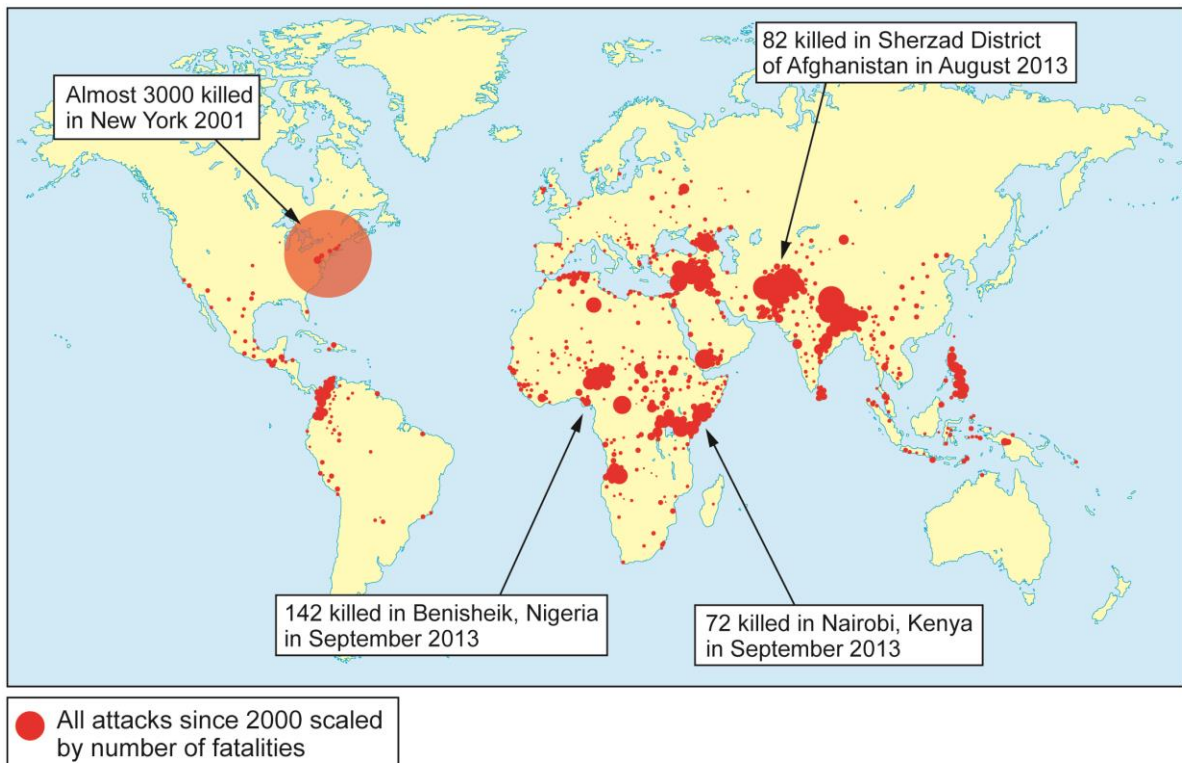 82 killed in Sherzad District
of Afghanistan in August 2013
Almost 3000 killed
in New York 2001
142 killed in Benisheik, Nigeria
in September 2013
72 killed in Nairobi, Kenya
in September 2013
All attacks since 2000 scaled
by number of fatalities